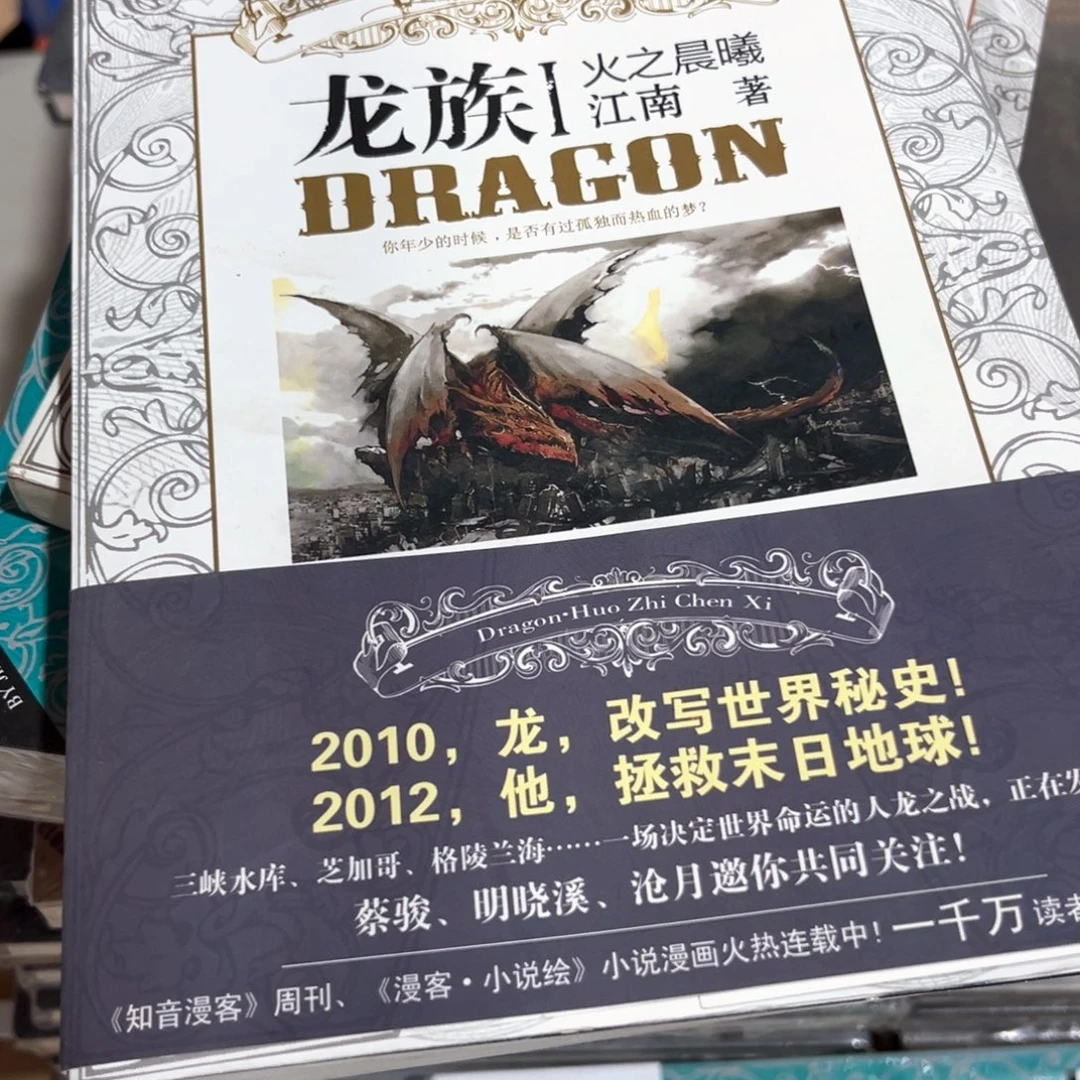 龙族Ⅰ 火之晨曦
江南 著
DRAGON
你年少的时候，是否有过孤独而热血的梦？
Dragon·Huo Zhi Chen Xi
2010，龙，改写世界秘史！
2012，他，拯救末日地球！
三峡水库、芝加哥、格陵兰海……一场决定世界命运的人龙之战，正在发
蔡骏、明晓溪、沧月邀你共同关注！
《知音漫客》周刊、《漫客·小说绘》小说漫画火热连载中！一千万读者
BY